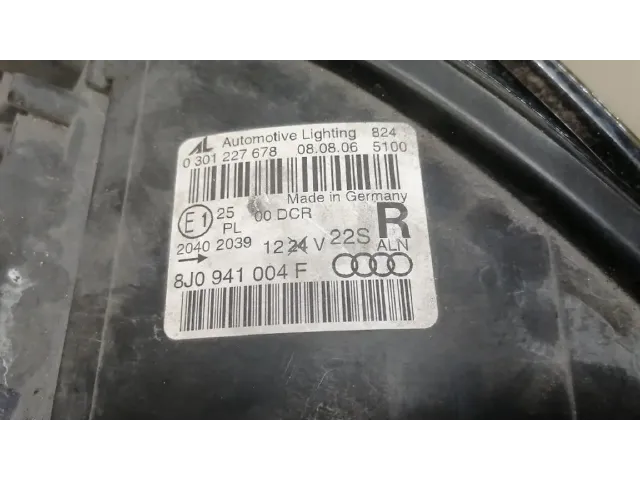 AL Automotive Lighting 824
0 301 227 678 08.08.06 5100
Made in Germany
E1 25 00 DCR R
PL
2040 2039 12 24 V 22S ALN
8J0 941 004 F